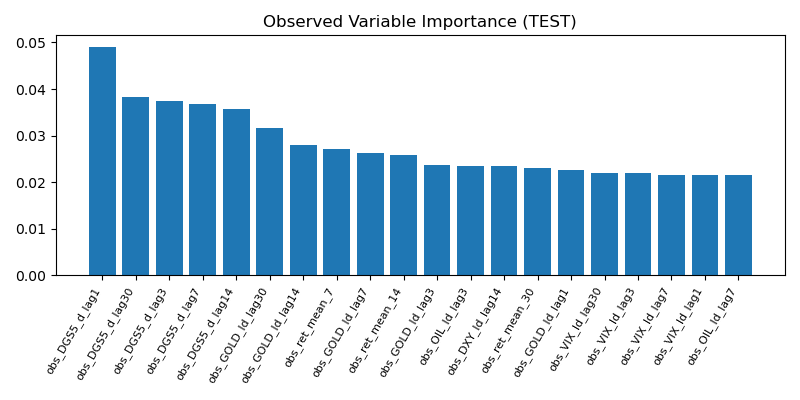 Observed Variable Importance (TEST)
0.05
0.04
0.03
0.02
0.01
0.00
obs_DGS5_d_lag1
obs_DGS5_d_lag30
obs_DGS5_d_lag3
obs_DGS5_d_lag7
obs_DGS5_d_lag14
obs_GOLD_ld_lag30
obs_GOLD_ld_lag14
obs_ret_mean_7
obs_GOLD_ld_lag7
obs_ret_mean_14
obs_GOLD_ld_lag3
obs_OIL_ld_lag3
obs_DXY_ld_lag14
obs_ret_mean_30
obs_GOLD_ld_lag1
obs_VIX_ld_lag30
obs_VIX_ld_lag3
obs_VIX_ld_lag7
obs_VIX_ld_lag1
obs_OIL_ld_lag7